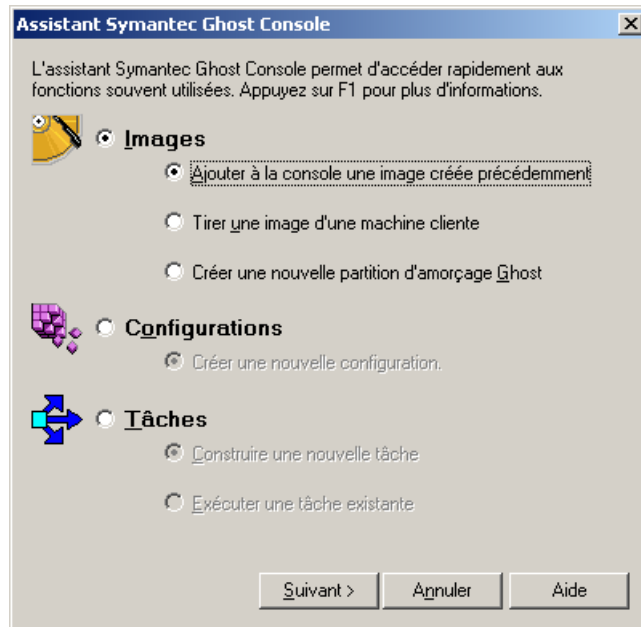 Assistant Symantec Ghost Console
L'assistant Symantec Ghost Console permet d'accéder rapidement aux
fonctions souvent utilisées. Appuyez sur F1 pour plus d'informations.
Images
Ajouter à la console une image créée précédemment
Tirer une image d'une machine cliente
Créer une nouvelle partition d'amorçage Ghost
Configurations
Créer une nouvelle configuration.
Tâches
Construire une nouvelle tâche
Exécuter une tâche existante
Suivant > Annuler Aide